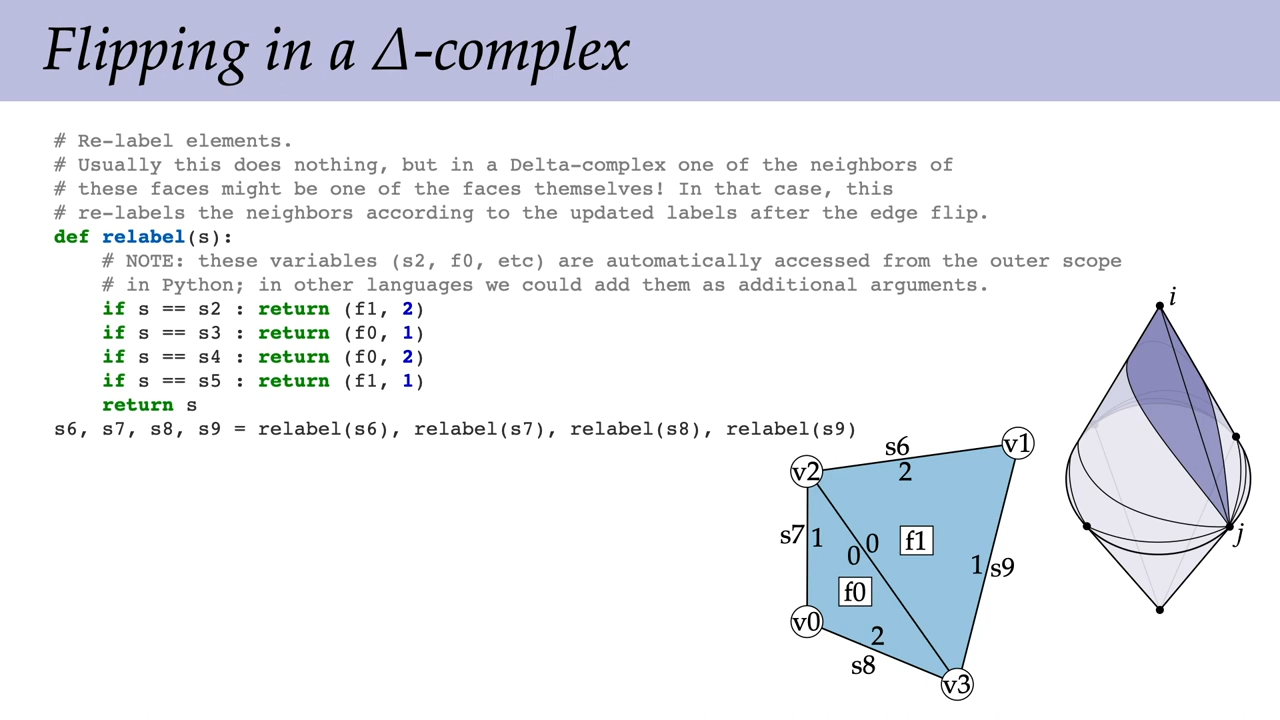 Flipping in a Δ-complex
# Re-label elements.
# Usually this does nothing, but in a Delta-complex one of the neighbors of
# these faces might be one of the faces themselves! In that case, this
# re-labels the neighbors according to the updated labels after the edge flip.
def relabel(s):
    # NOTE: these variables (s2, f0, etc) are automatically accessed from the outer scope
    # in Python; in other languages we could add them as additional arguments.
    if s == s2 : return (f1, 2)
    if s == s3 : return (f0, 1)
    if s == s4 : return (f0, 2)
    if s == s5 : return (f1, 1)
    return s
s6, s7, s8, s9 = relabel(s6), relabel(s7), relabel(s8), relabel(s9)
i
j
s6
v1
v2
2
s7
1
0
0
f1
1
s9
f0
v0
2
s8
v3